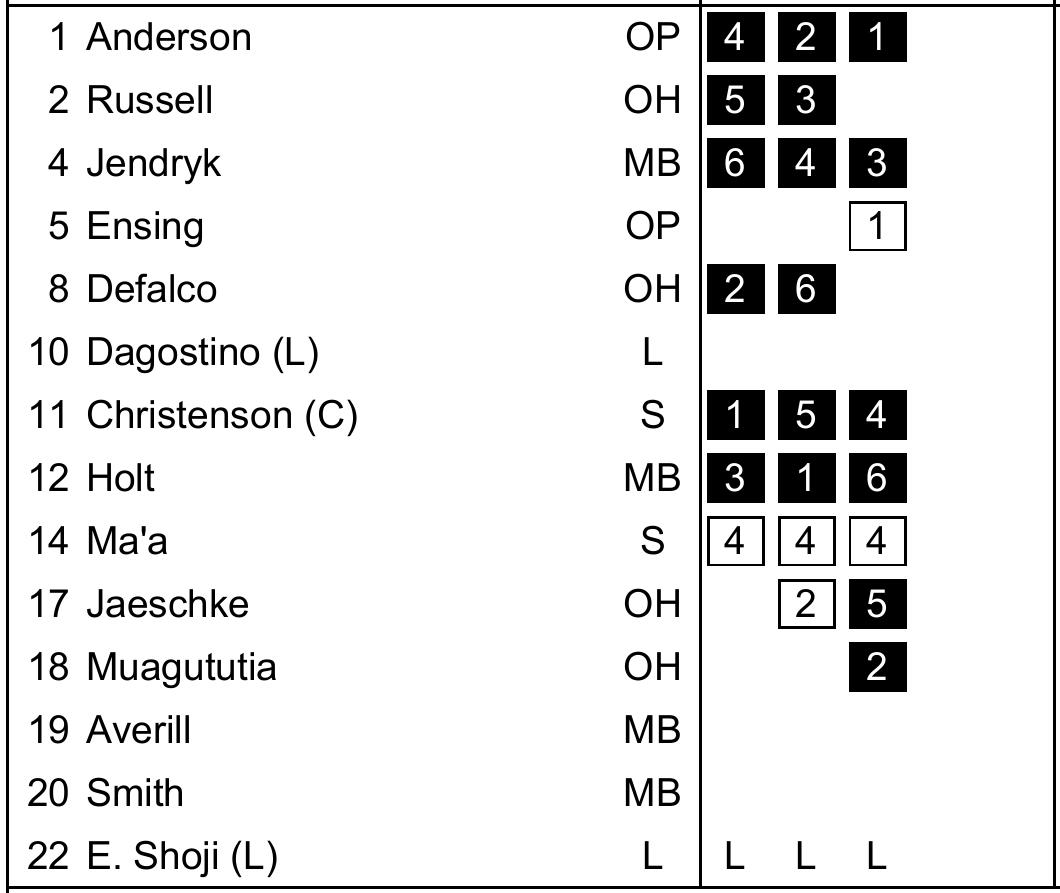 1 Anderson OP 4 2 1
2 Russell OH 5 3
4 Jendryk MB 6 4 3
5 Ensing OP 1
8 Defalco OH 2 6
10 Dagostino (L) L
11 Christenson (C) S 1 5 4
12 Holt MB 3 1 6
14 Ma'a S 4 4 4
17 Jaeschke OH 2 5
18 Muagututia OH 2
19 Averill MB
20 Smith MB
22 E. Shoji (L) L L L L